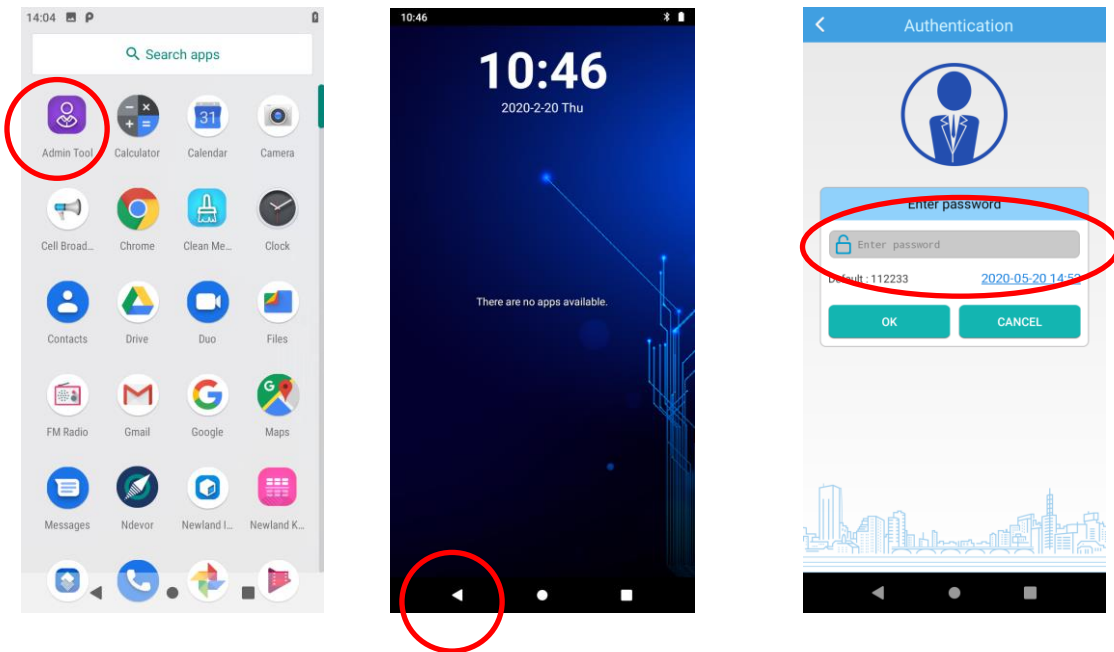 14:04
Search apps
31
Admin Tool Calculator Calendar Camera
Cell Broad… Chrome Clean Me… Clock
Contacts Drive Duo Files
FM Radio Gmail Google Maps
Messages Ndevor Newland I… Newland K…
10:46
10:46
2020-2-20 Thu
There are no apps available.
Authentication
Enter password
Enter password
Default : 112233 2020-05-20 14:52
OK CANCEL